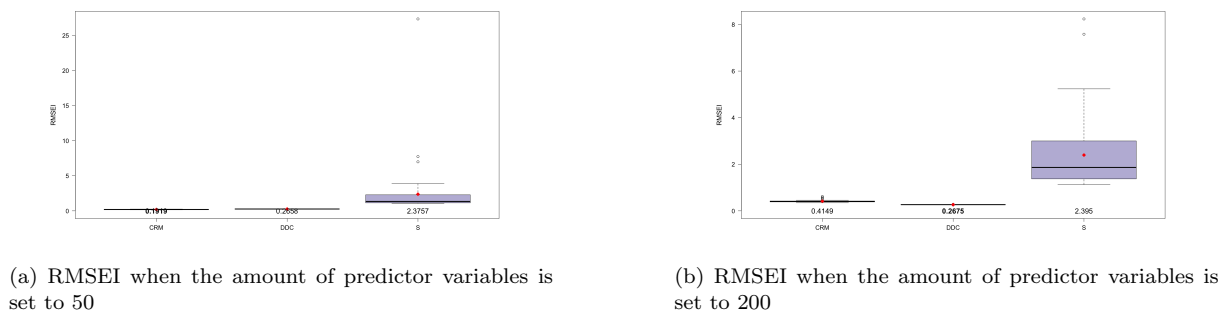 25
20
15
10
5
0
RMSEI
0.1919
0.2658
2.3757
CRM
DDC
S
(a) RMSEI when the amount of predictor variables is
set to 50
8
6
4
2
0
RMSEI
0.4149
0.2675
2.395
CRM
DDC
S
(b) RMSEI when the amount of predictor variables is
set to 200